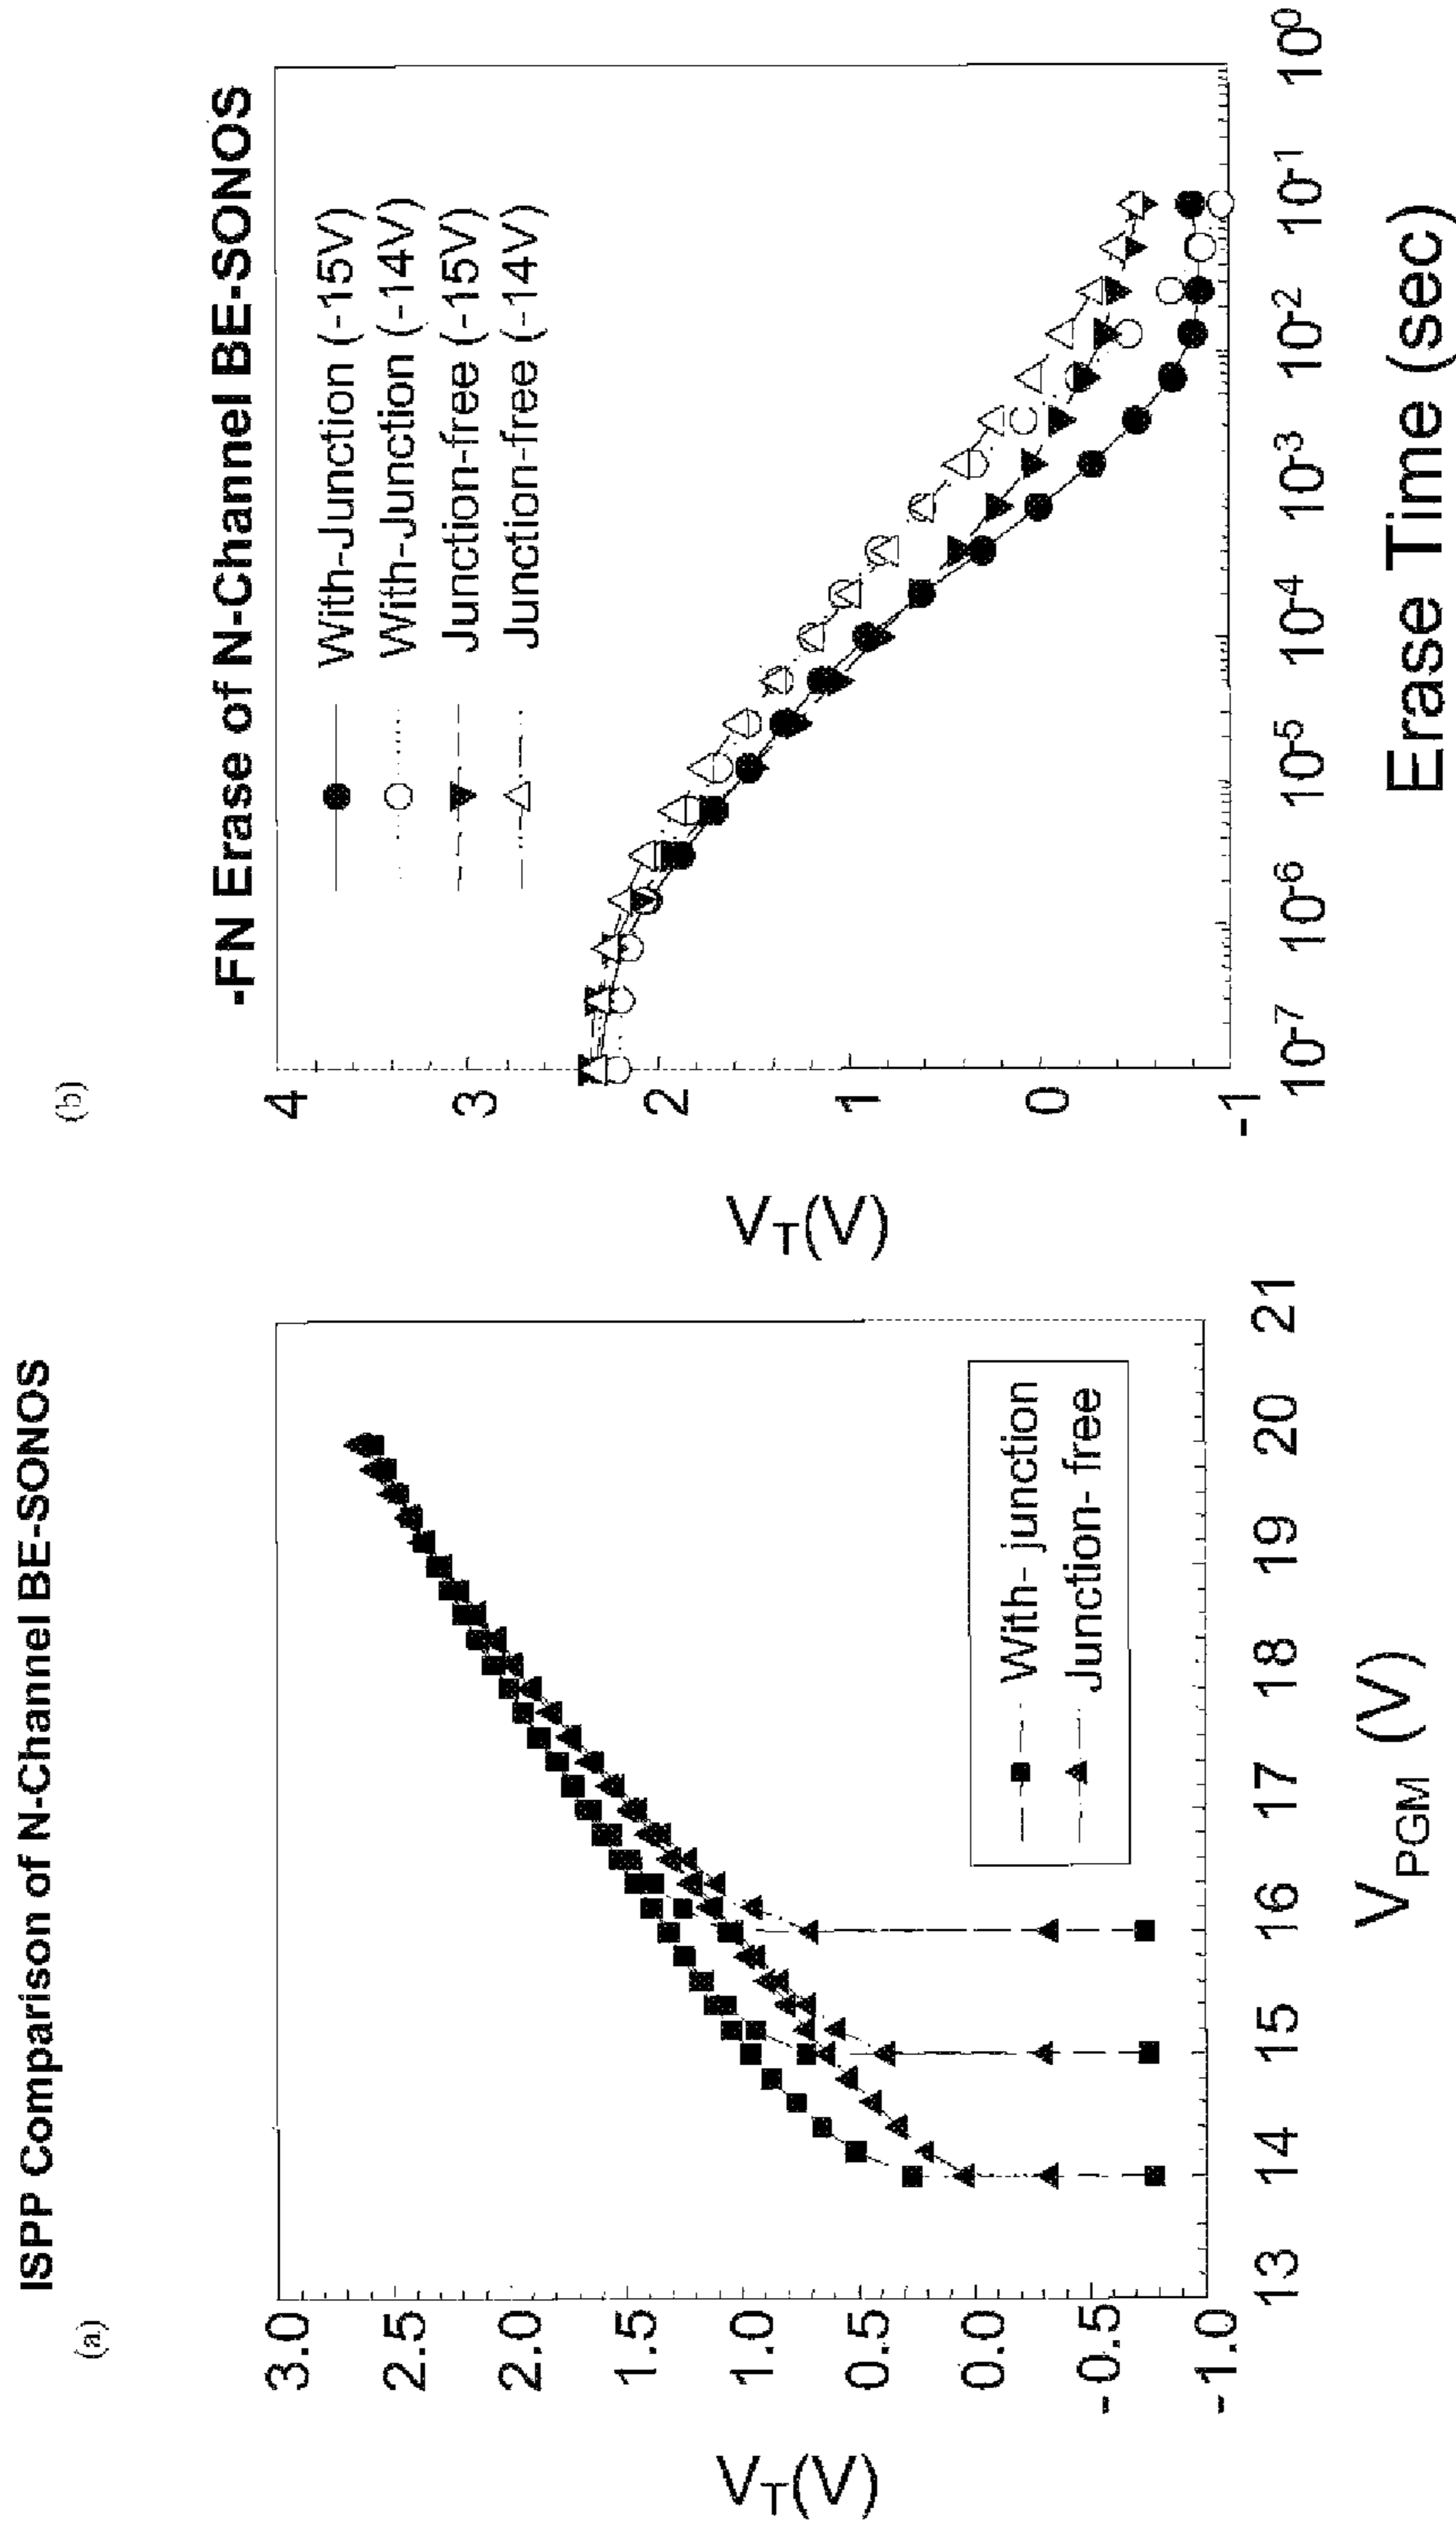 (a)
ISPP Comparison of N-Channel BE-SONOS
V_T(V)
3.0
2.5
2.0
1.5
1.0
0.5
0.0
-0.5
-1.0
With- junction
Junction- free
13 14 15 16 17 18 19 20 21
V_PGM (V)
(b)
-FN Erase of N-Channel BE-SONOS
V_T(V)
4
3
2
1
0
-1
With-Junction (-15V)
With-Junction (-14V)
Junction-free (-15V)
Junction-free (-14V)
10^-7 10^-6 10^-5 10^-4 10^-3 10^-2 10^-1 10^0
Erase Time (sec)